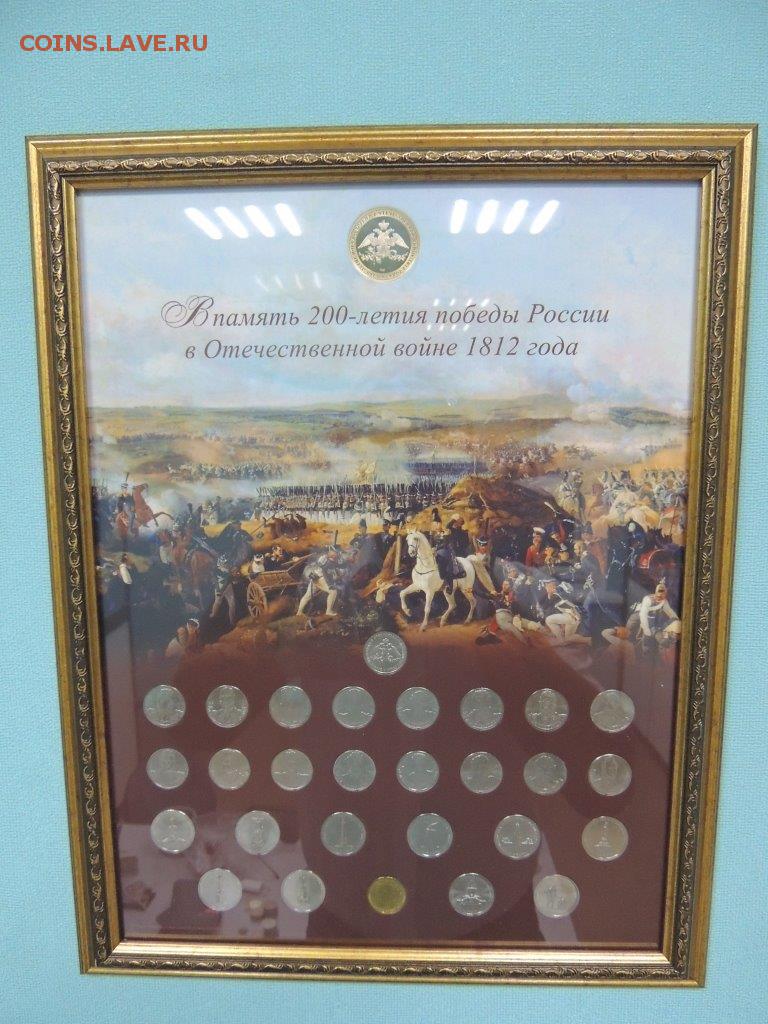 COINS.LAVE.RU
В память 200-летия победы России
в Отечественной войне 1812 года